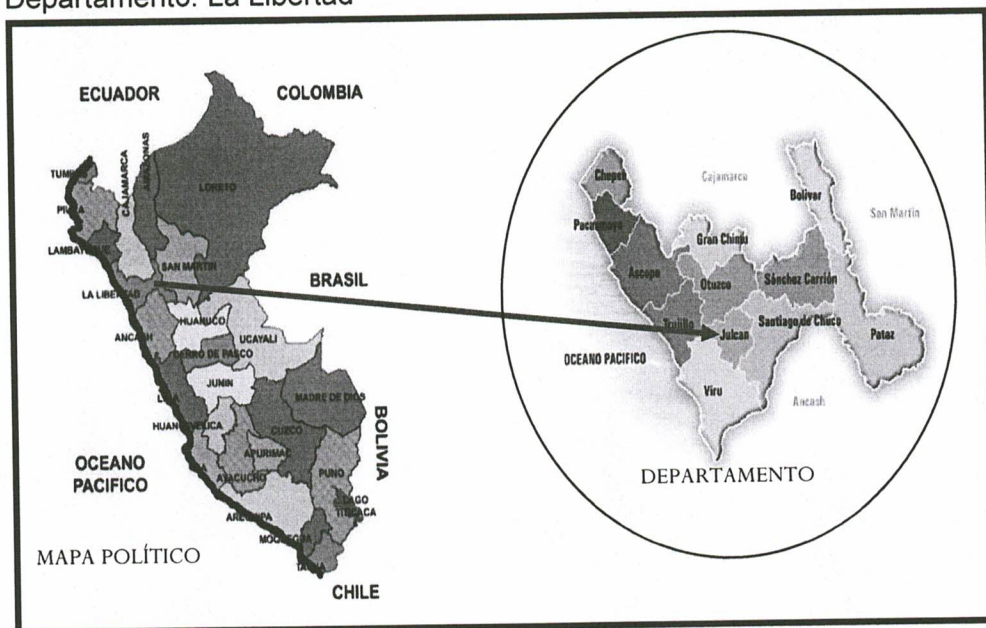 Departamento: La Libertad
ECUADOR
COLOMBIA
TUMBES
PIURA
CAJAMARCA
AMAZONAS
LORETO
LAMBAYEQUE
SAN MARTIN
BRASIL
LA LIBERTAD
HUANUCO
ANCASH
UCAYALI
CERRO DE PASCO
JUNIN
LIMA
MADRE DE DIOS
HUANCAVELICA
CUZCO
BOLIVIA
APURIMAC
OCEANO
PACIFICO
AYACUCHO
PUNO
LAGO
TITICACA
AREQUIPA
MOQUEGUA
TACNA
MAPA POLÍTICO
CHILE
Chepen
Cajamarca
Bolivar
San Martin
Pacasmayo
Gran Chimu
Ascope
Otuzco
Sánchez Carrión
Trujillo
Julcan
Santiago de Chuco
Pataz
OCEANO PACIFICO
Viru
Ancash
DEPARTAMENTO